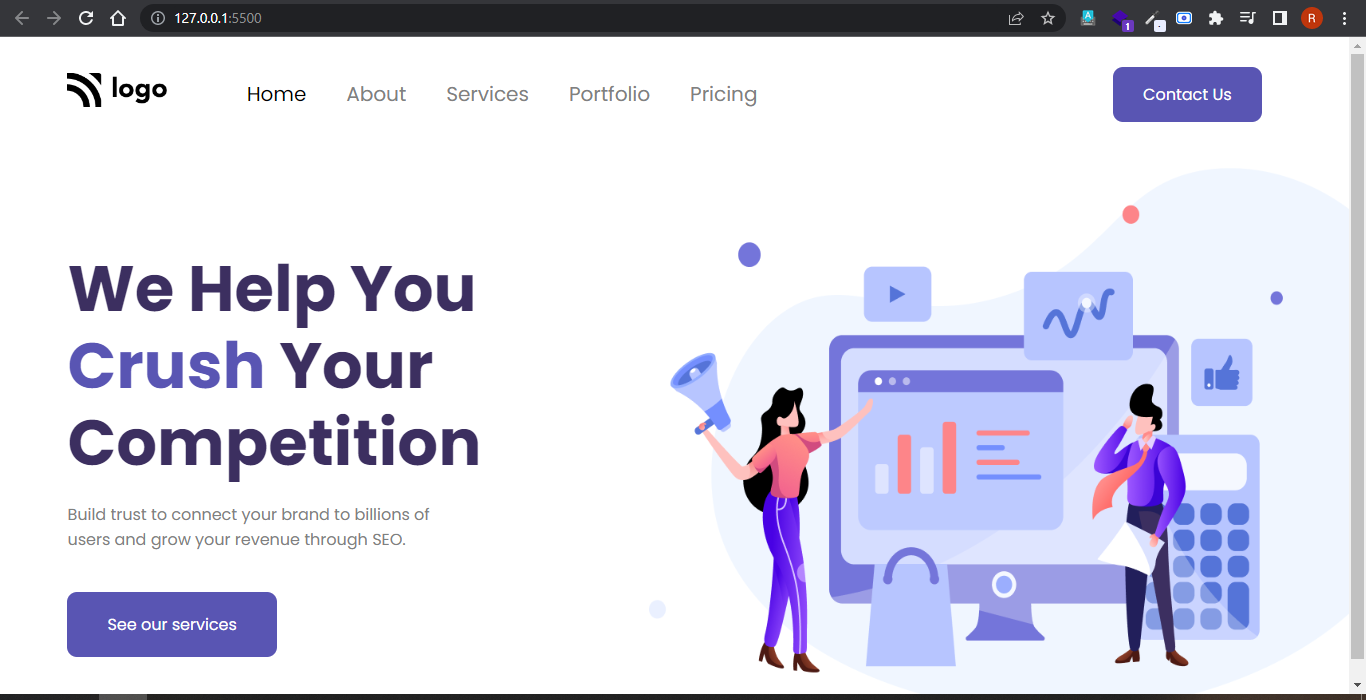 127.0.0.1:5500
1
R
logo
Home About Services Portfolio Pricing
Contact Us
We Help You
Crush Your
Competition
Build trust to connect your brand to billions of
users and grow your revenue through SEO.
See our services